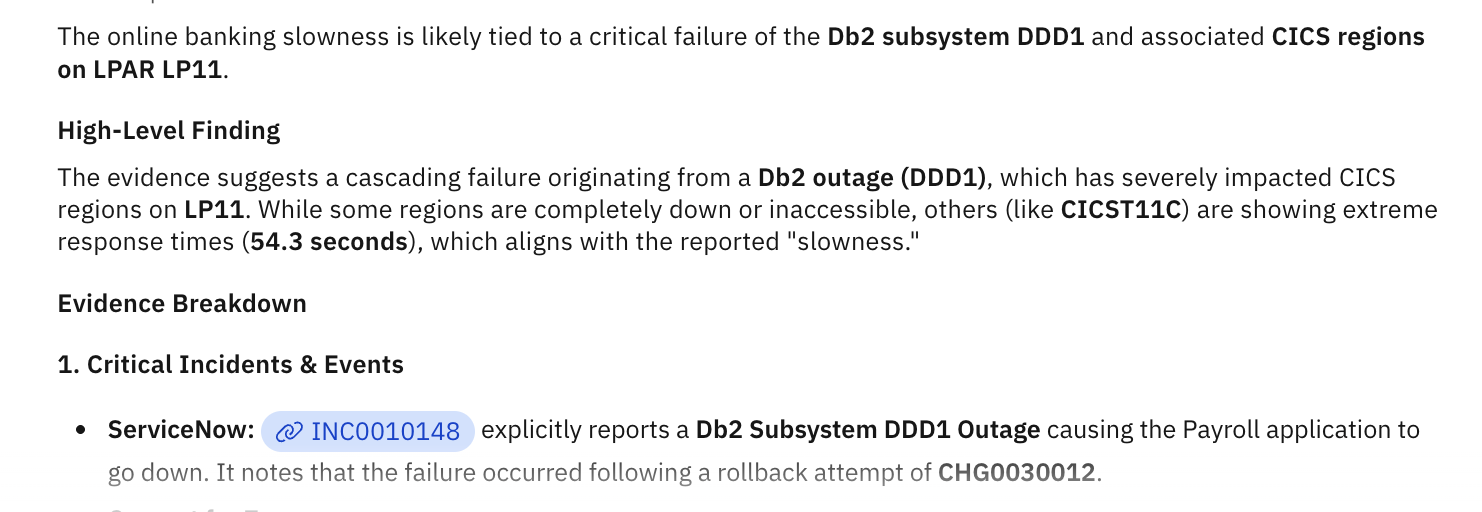 The online banking slowness is likely tied to a critical failure of the Db2 subsystem DDD1 and associated CICS regions
on LPAR LP11.
High-Level Finding
The evidence suggests a cascading failure originating from a Db2 outage (DDD1), which has severely impacted CICS
regions on LP11. While some regions are completely down or inaccessible, others (like CICST11C) are showing extreme
response times (54.3 seconds), which aligns with the reported "slowness."
Evidence Breakdown
1. Critical Incidents & Events
• ServiceNow: INC0010148 explicitly reports a Db2 Subsystem DDD1 Outage causing the Payroll application to
go down. It notes that the failure occurred following a rollback attempt of CHG0030012.